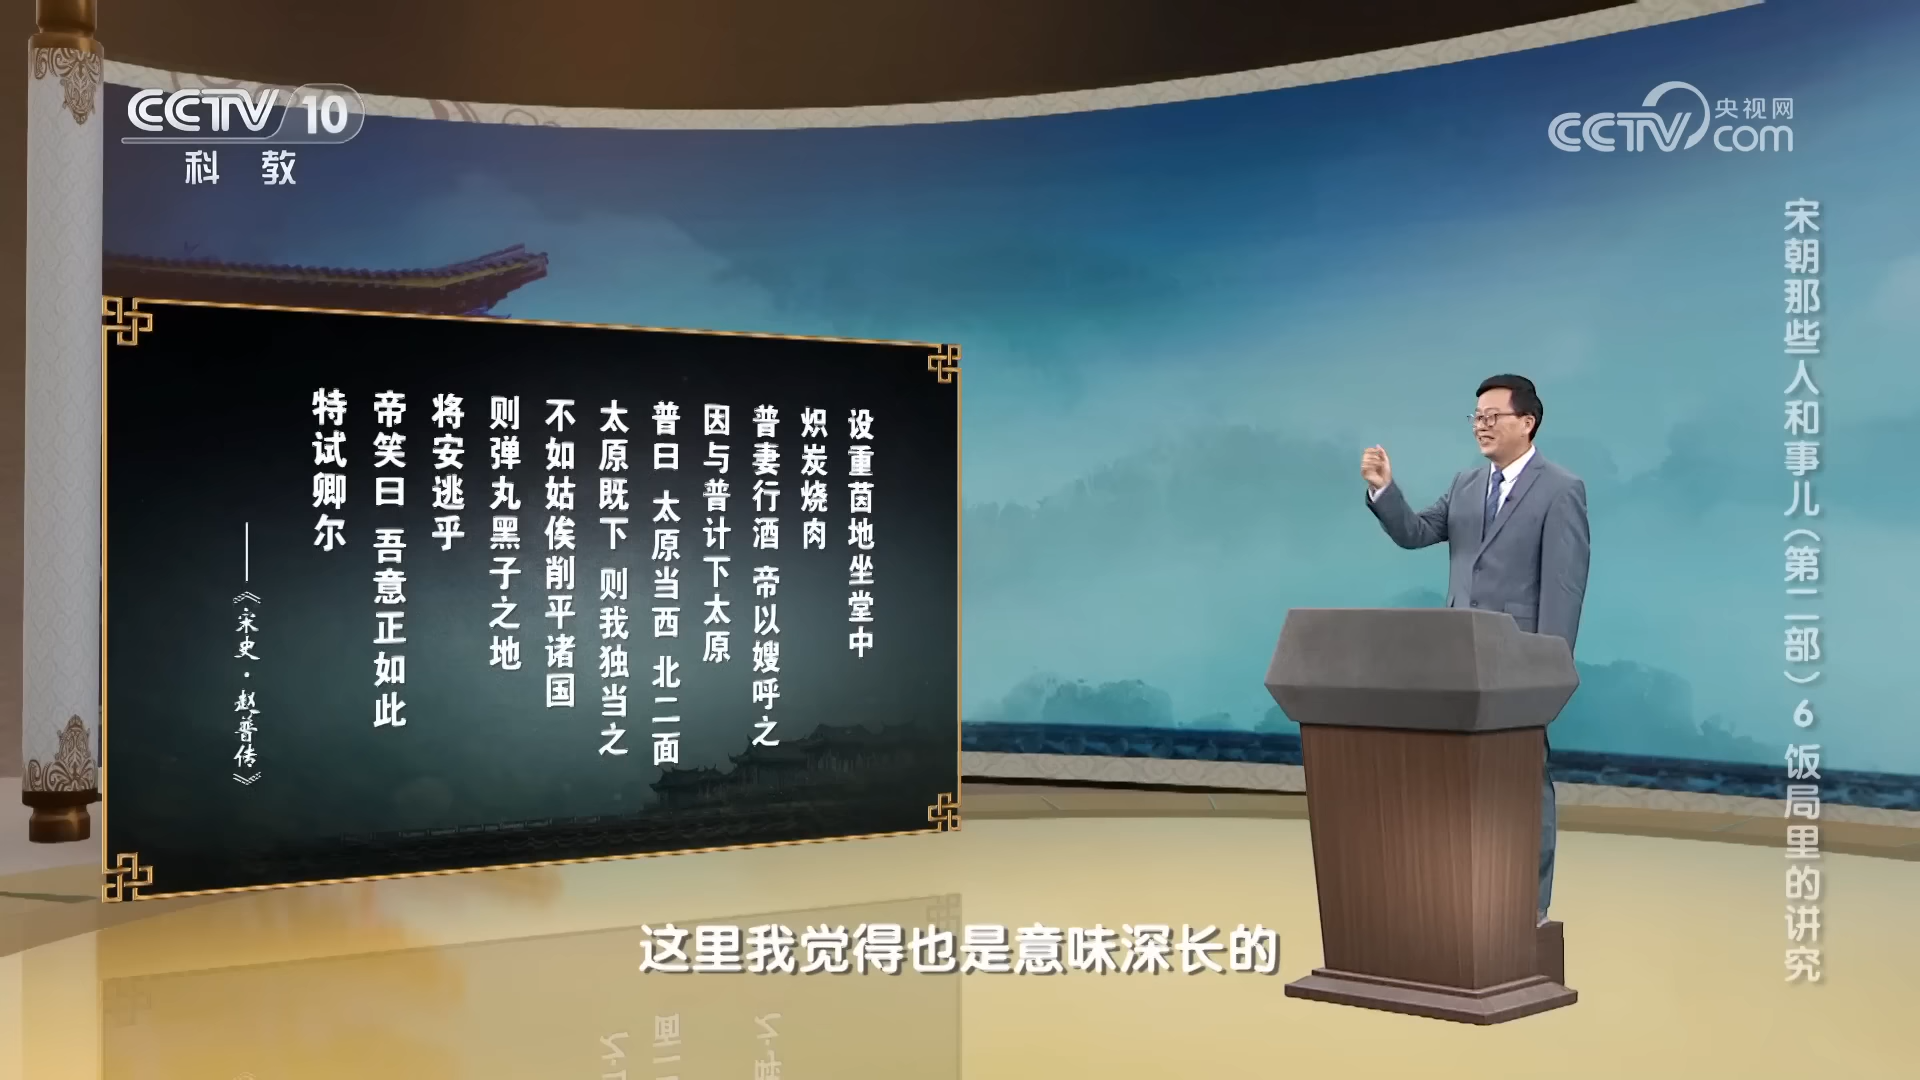 CCTV 10
科 教
央视网
CCTV com
宋朝那些人和事儿（第二部）6 饭局里的讲究
设重茵地坐堂中
炽炭烧肉
普妻行酒 帝以嫂呼之
因与普计下太原
普曰 太原当西 北二面
太原既下 则我独当之
不如姑俟削平诸国
则弹丸黑子之地
将安逃乎
帝笑曰 吾意正如此
特试卿尔
——《宋史·赵普传》
这里我觉得也是意味深长的